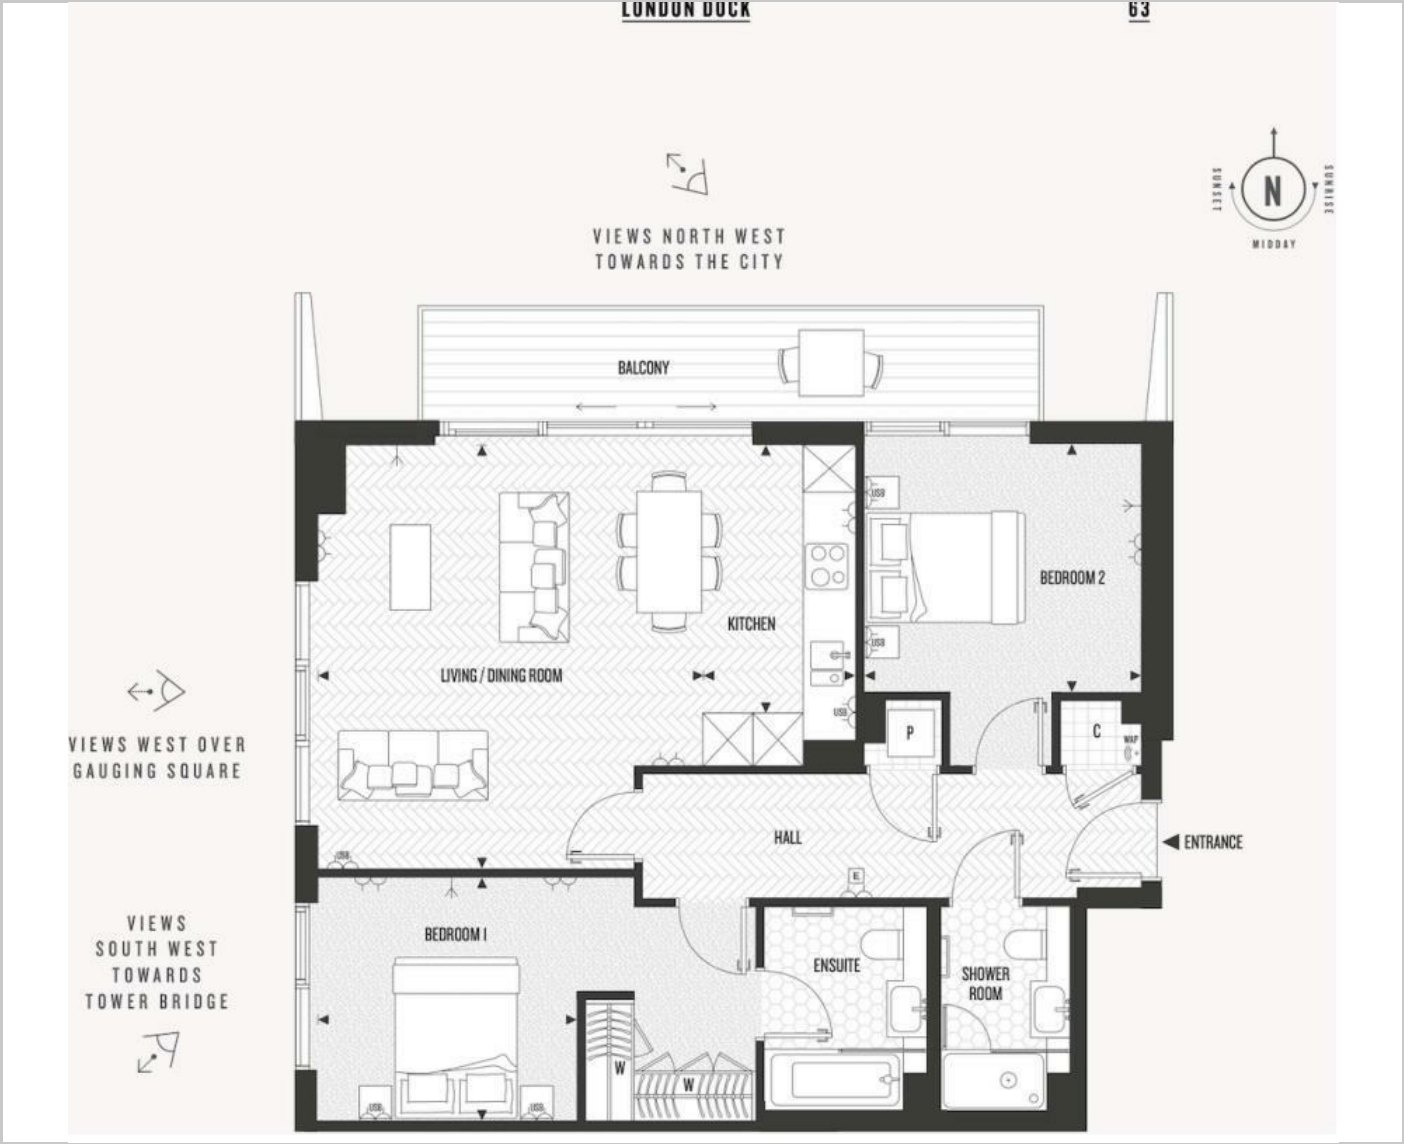 LONDON DOCK
63
N
SUNSET
SUNRISE
MIDDAY
VIEWS NORTH WEST
TOWARDS THE CITY
BALCONY
USB
BEDROOM 2
KITCHEN
LIVING / DINING ROOM
USB
VIEWS WEST OVER
GAUGING SQUARE
USB
P
C
WAP
HALL
ENTRANCE
USB
E
VIEWS
SOUTH WEST
TOWARDS
TOWER BRIDGE
BEDROOM 1
ENSUITE
SHOWER
ROOM
W
W
USB
USB